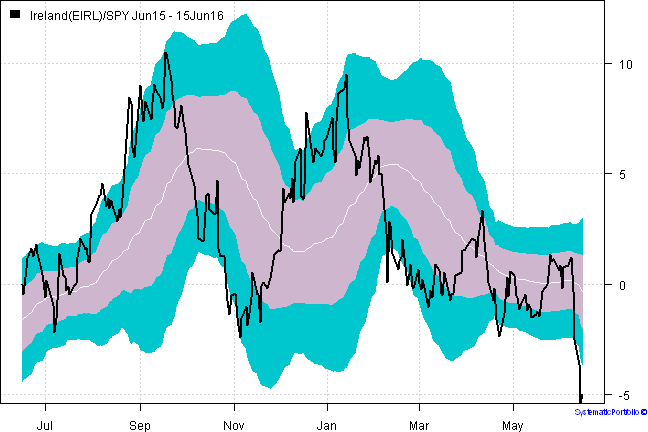 Ireland(EIRL)/SPY Jun15 - 15Jun16
10
5
0
-5
Jul Sep Nov Jan Mar May
SystematicPortfolio ©